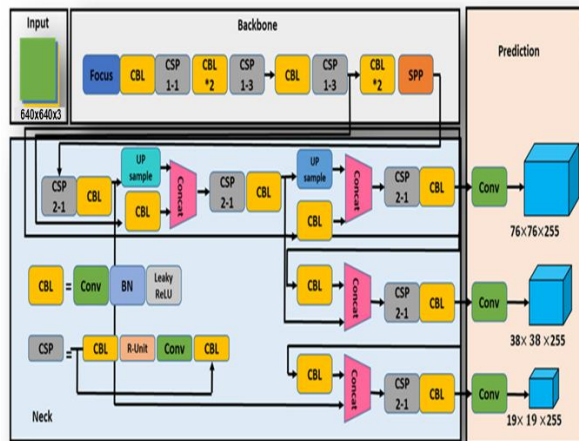 Input
640x640x3
Backbone
Focus
CBL
CSP
1-1
CBL
*2
CSP
1-3
CBL
CSP
1-3
CBL
*2
SPP
Prediction
CSP
2-1
CBL
UP
sample
CBL
Concat
CSP
2-1
CBL
UP
sample
CBL
Concat
CSP
2-1
CBL
Conv
76×76×255
CBL
=
Conv
BN
Leaky
ReLU
CBL
Concat
CSP
2-1
CBL
Conv
38× 38 ×255
CSP
=
CBL
R-Unit
Conv
CBL
CBL
Concat
CSP
2-1
CBL
Conv
19× 19 ×255
Neck